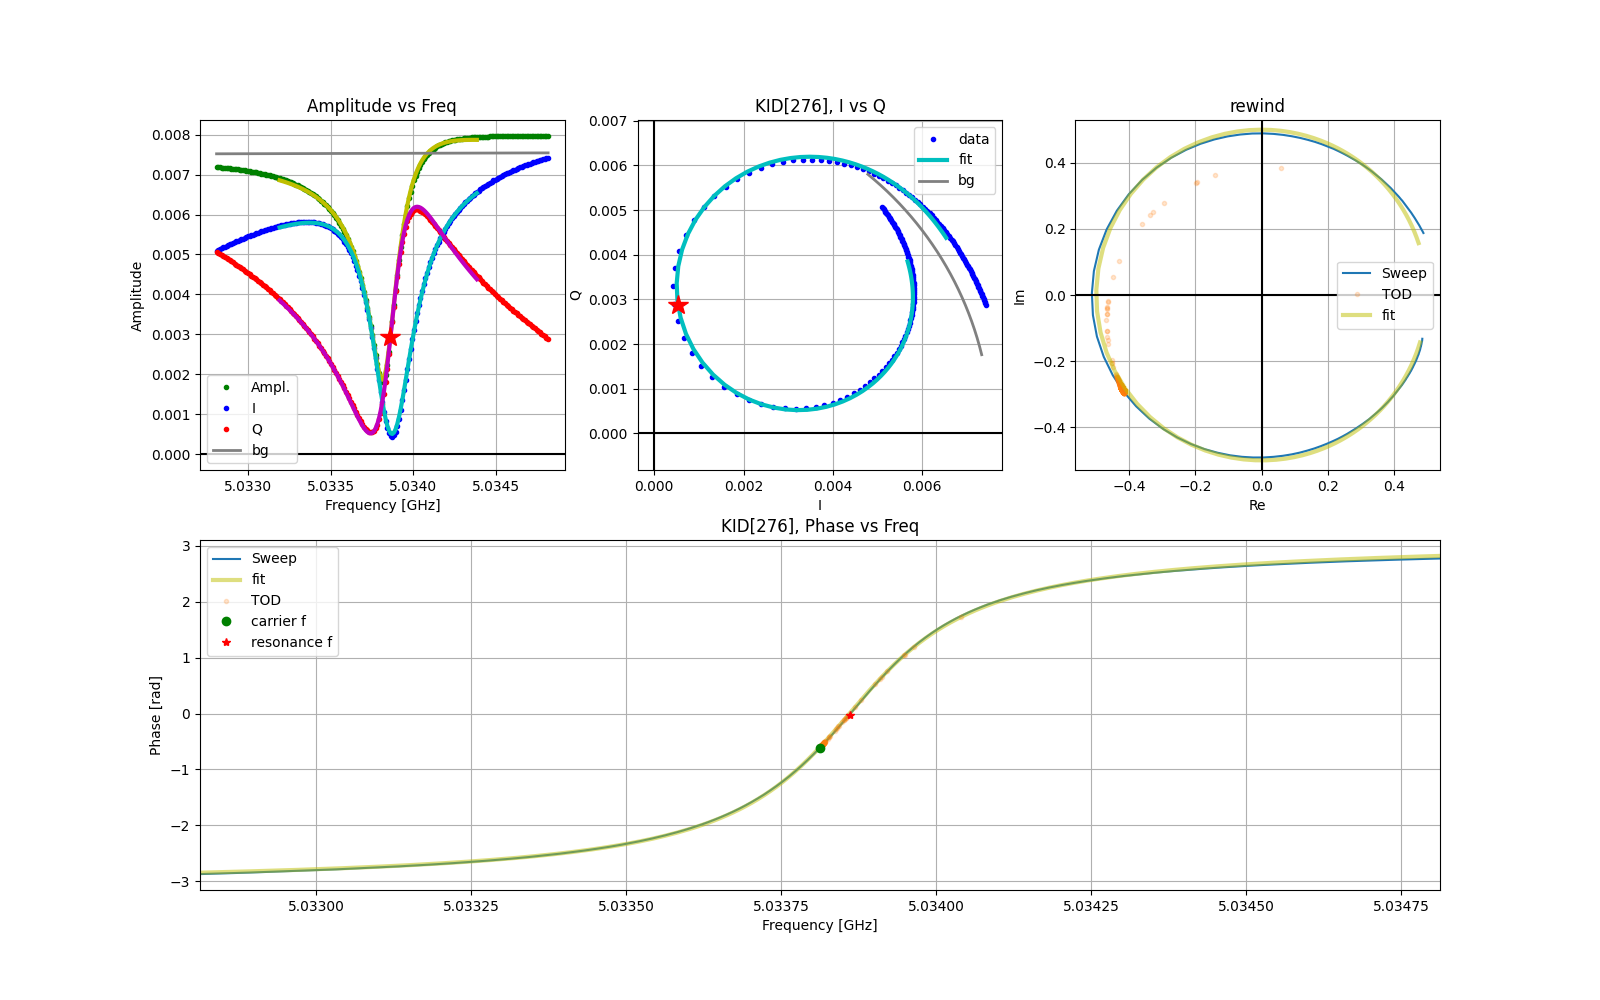 Amplitude vs Freq
0.008
0.007
0.006
0.005
0.004
0.003
0.002
0.001
0.000
Amplitude
Ampl.
I
Q
bg
5.0330 5.0335 5.0340 5.0345
Frequency [GHz]
KID[276], I vs Q
0.007
0.006
0.005
0.004
0.003
0.002
0.001
0.000
Q
data
fit
bg
0.000 0.002 0.004 0.006
I
rewind
0.4
0.2
0.0
−0.2
−0.4
Im
Sweep
TOD
fit
−0.4 −0.2 0.0 0.2 0.4
Re
KID[276], Phase vs Freq
3
2
1
0
−1
−2
−3
Phase [rad]
Sweep
fit
TOD
carrier f
resonance f
5.03300 5.03325 5.03350 5.03375 5.03400 5.03425 5.03450 5.03475
Frequency [GHz]